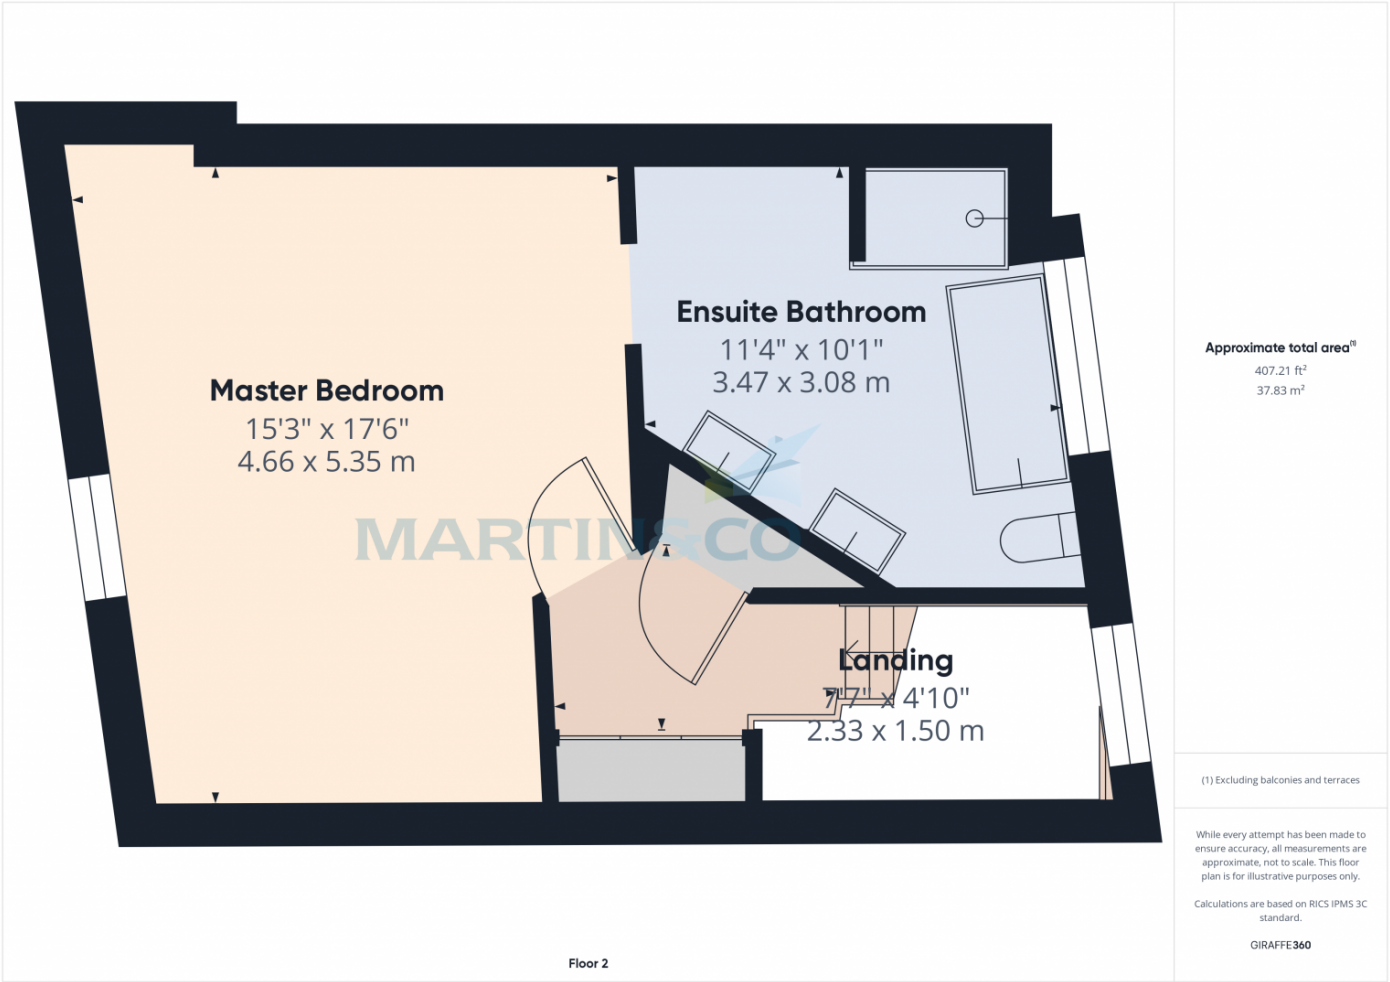 Master Bedroom
15'3" x 17'6"
4.66 x 5.35 m
Ensuite Bathroom
11'4" x 10'1"
3.47 x 3.08 m
MARTIN&CO
Landing
7'7" x 4'10"
2.33 x 1.50 m
Floor 2
Approximate total area(1)
407.21 ft²
37.83 m²
(1) Excluding balconies and terraces
While every attempt has been made to
ensure accuracy, all measurements are
approximate, not to scale. This floor
plan is for illustrative purposes only.
Calculations are based on RICS IPMS 3C
standard.
GIRAFFE360